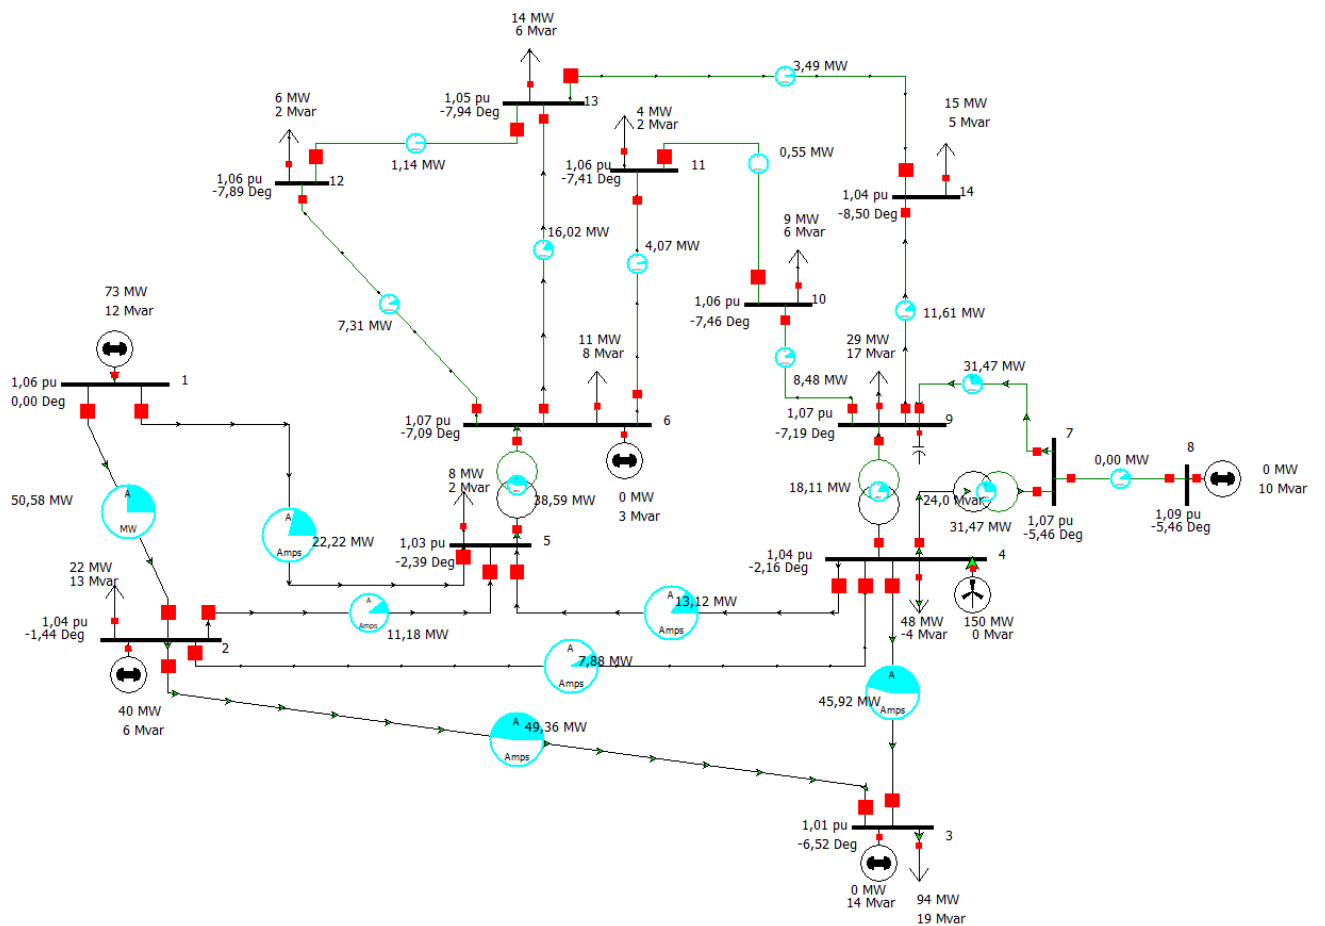 14 MW
6 Mvar
3,49 MW
1,05 pu
-7,94 Deg
13
6 MW
2 Mvar
4 MW
2 Mvar
15 MW
5 Mvar
1,14 MW
0,55 MW
1,06 pu
-7,89 Deg
12
1,06 pu
-7,41 Deg
11
1,04 pu
-8,50 Deg
14
16,02 MW
4,07 MW
9 MW
6 Mvar
73 MW
12 Mvar
7,31 MW
1,06 pu
-7,46 Deg
10
11,61 MW
11 MW
8 Mvar
29 MW
17 Mvar
31,47 MW
8,48 MW
1,06 pu
0,00 Deg
1
1,07 pu
-7,09 Deg
6
1,07 pu
-7,19 Deg
9
7
8
0,00 MW
0 MW
10 Mvar
8 MW
2 Mvar
38,59 MW
0 MW
3 Mvar
18,11 MW
24,0 Mvar
31,47 MW
1,07 pu
-5,46 Deg
1,09 pu
-5,46 Deg
50,58 MW
A
MW
A
Amps
22,22 MW
1,03 pu
-2,39 Deg
5
1,04 pu
-2,16 Deg
4
22 MW
13 Mvar
A
Amps
11,18 MW
A
Amps
13,12 MW
48 MW
-4 Mvar
150 MW
0 Mvar
1,04 pu
-1,44 Deg
2
A
Amps
7,88 MW
40 MW
6 Mvar
A
Amps
45,92 MW
A
Amps
49,36 MW
1,01 pu
-6,52 Deg
3
0 MW
14 Mvar
94 MW
19 Mvar